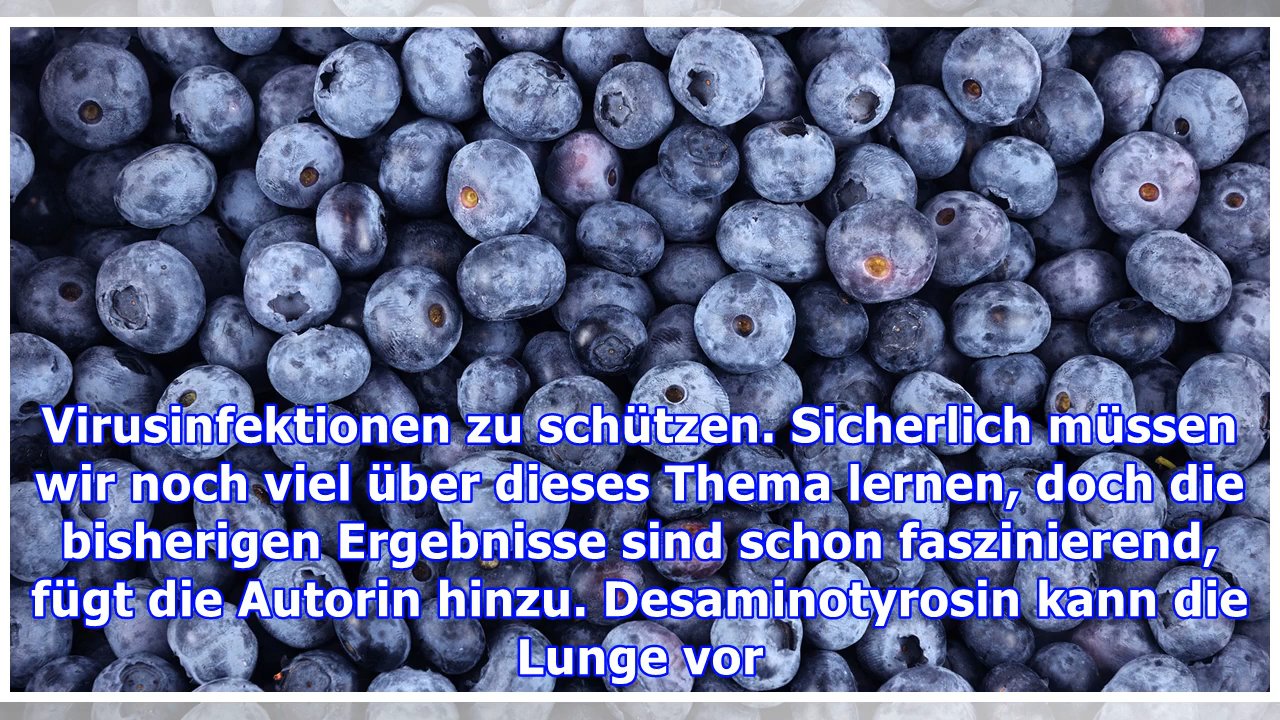 Virusinfektionen zu schützen. Sicherlich müssen
wir noch viel über dieses Thema lernen, doch die
bisherigen Ergebnisse sind schon faszinierend,
fügt die Autorin hinzu. Desaminotyrosin kann die
Lunge vor